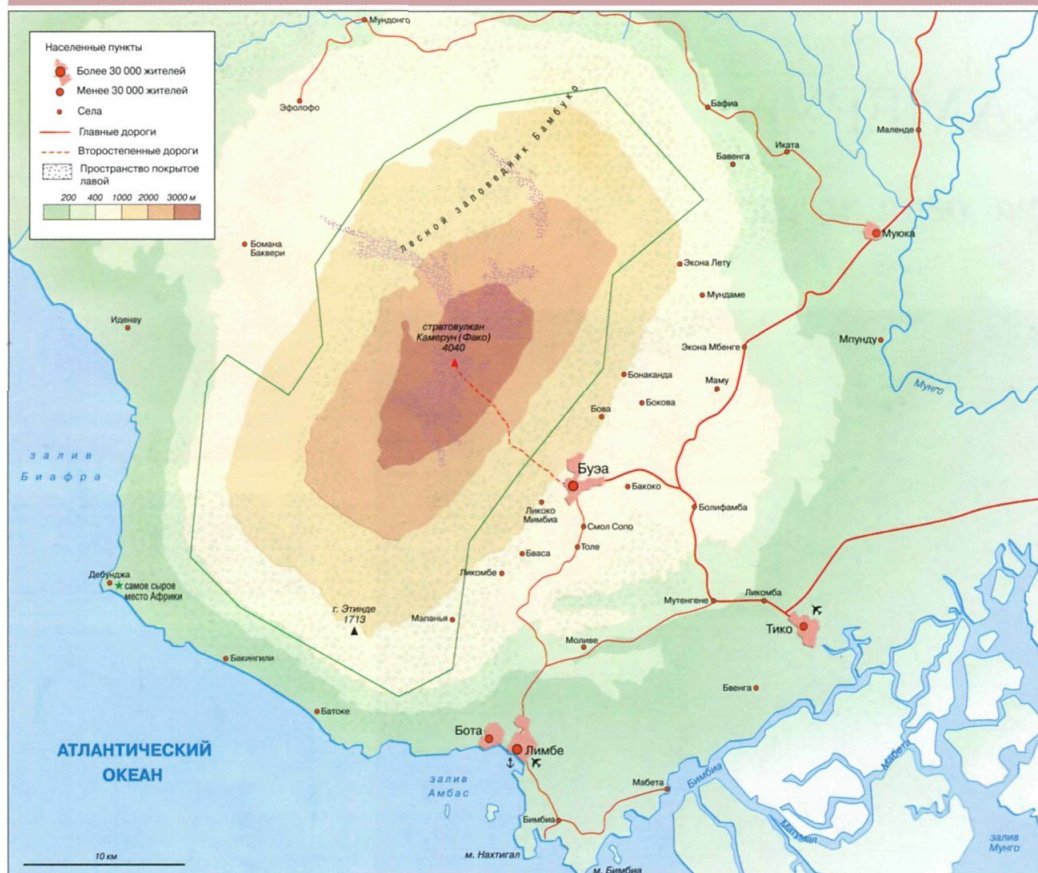 Населенные пункты
Более 30 000 жителей
Менее 30 000 жителей
Села
Главные дороги
Второстепенные дороги
Пространство покрытое
лавой
200 400 1000 2000 3000 м
Мундонго
Эфолофо
Бафиа
Маленде
Иката
Бавенга
лесной заповедник Бамбуко
Муюка
Бомана
Баквери
Экона Лету
Мундаме
Иденау
стратовулкан
Камерун (Фако)
4040
Экона Мбенге
Мпунду
Мунго
Бонаканда
Маму
Бокова
Бова
залив
Биафра
Буэа
Бакоко
Ликоко
Мимбиа
Болифамба
Смол Сопо
Толе
Бваса
Ликомбе
Дебунджа
самое сырое
место Африки
г. Этинде
1713
Мапанья
Мутенгене
Ликомба
Тико
Моливе
Бакингили
Бвенга
Батоке
Бота
Лимбе
АТЛАНТИЧЕСКИЙ
ОКЕАН
залив
Амбас
Мабета
Бимбиа
Мабета
Бимбиа
залив
Мунго
10 км
м. Нахтигал
м. Бимбиа